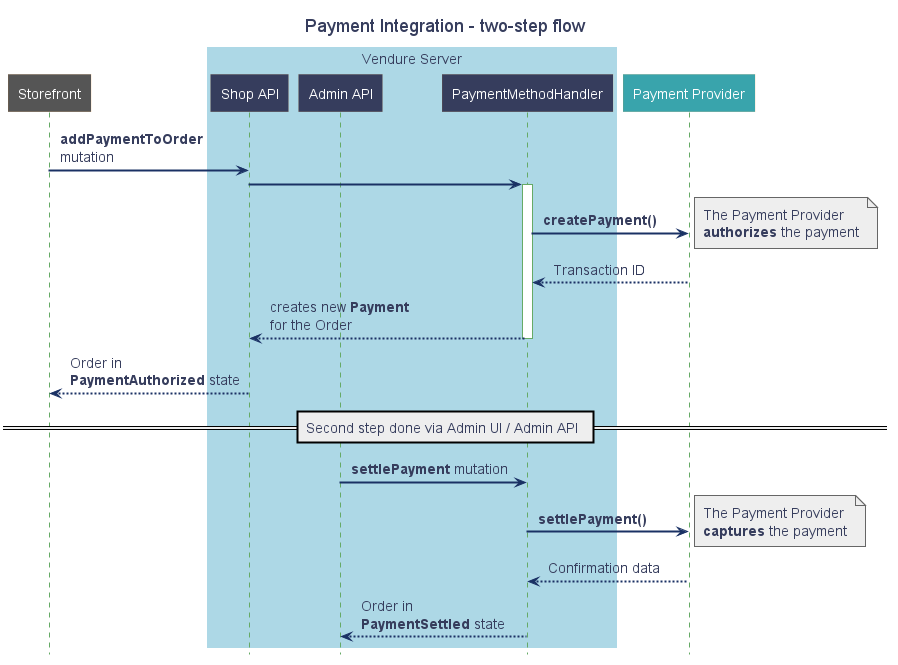 Payment Integration - two-step flow
Vendure Server
Storefront
Shop API
Admin API
PaymentMethodHandler
Payment Provider
addPaymentToOrder
mutation
createPayment()
The Payment Provider
authorizes the payment
Transaction ID
creates new Payment
for the Order
Order in
PaymentAuthorized state
Second step done via Admin UI / Admin API
settlePayment mutation
settlePayment()
The Payment Provider
captures the payment
Confirmation data
Order in
PaymentSettled state